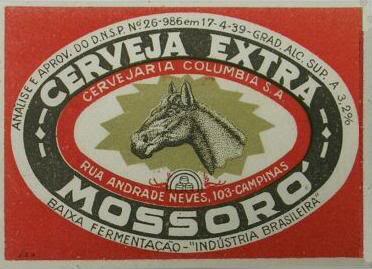 ANALISE E APROV. DO D.N.S.P. Nº 26-986 em 17-4-39-GRAD. ALC. SUP. A 3,2%
CERVEJA EXTRA
CERVEJARIA COLUMBIA S.A.
RUA ANDRADE NEVES, 103-CAMPINAS
MOSSORÓ
BAIXA FERMENTAÇÃO-"INDÚSTRIA BRASILEIRA"